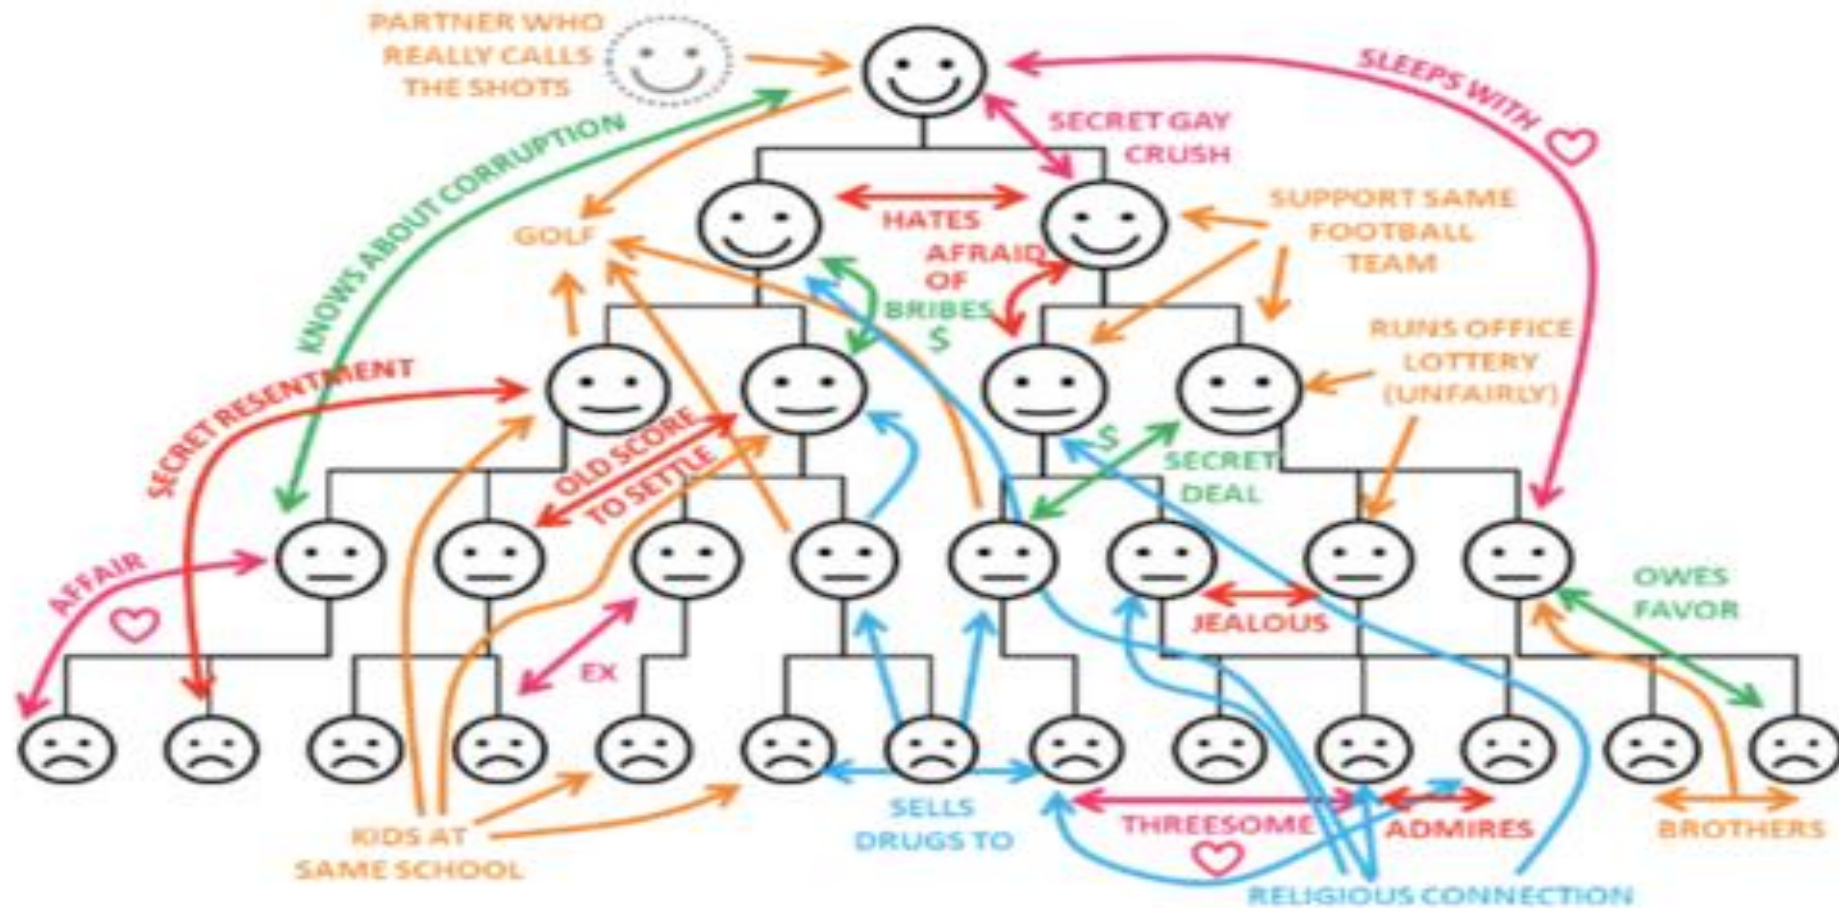 PARTNER WHO
REALLY CALLS
THE SHOTS
SLEEPS WITH
SECRET GAY
CRUSH
KNOWS ABOUT CORRUPTION
GOLF
HATES
SUPPORT SAME
FOOTBALL
TEAM
AFRAID
OF
BRIBES
$
RUNS OFFICE
LOTTERY
(UNFAIRLY)
SECRET RESENTMENT
OLD SCORE
TO SETTLE
$
SECRET
DEAL
AFFAIR
OWES
FAVOR
JEALOUS
EX
SELLS
DRUGS TO
THREESOME
ADMIRES
BROTHERS
KIDS AT
SAME SCHOOL
RELIGIOUS CONNECTION